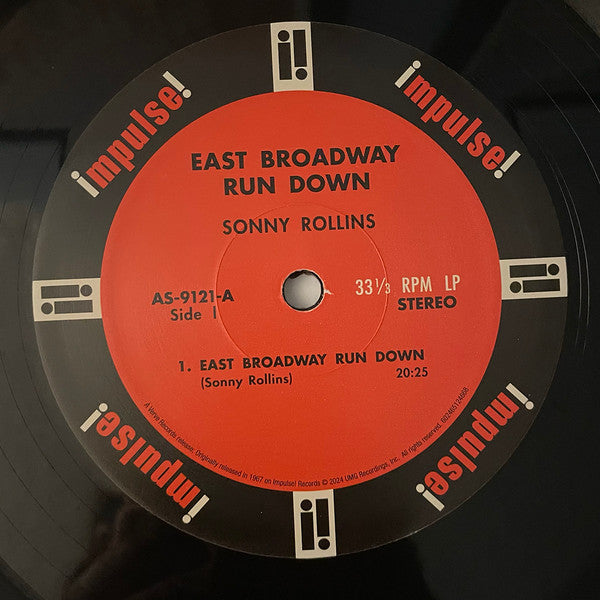 impulse!
impulse!
EAST BROADWAY
RUN DOWN
SONNY ROLLINS
AS-9121-A
Side 1
33⅓ RPM LP
STEREO
1. EAST BROADWAY RUN DOWN
(Sonny Rollins) 20:25
A Verve Records release; Originally released in 1967 on Impulse! Records © 2024 UMG Recordings, Inc. All rights reserved.
impulse!
impulse!